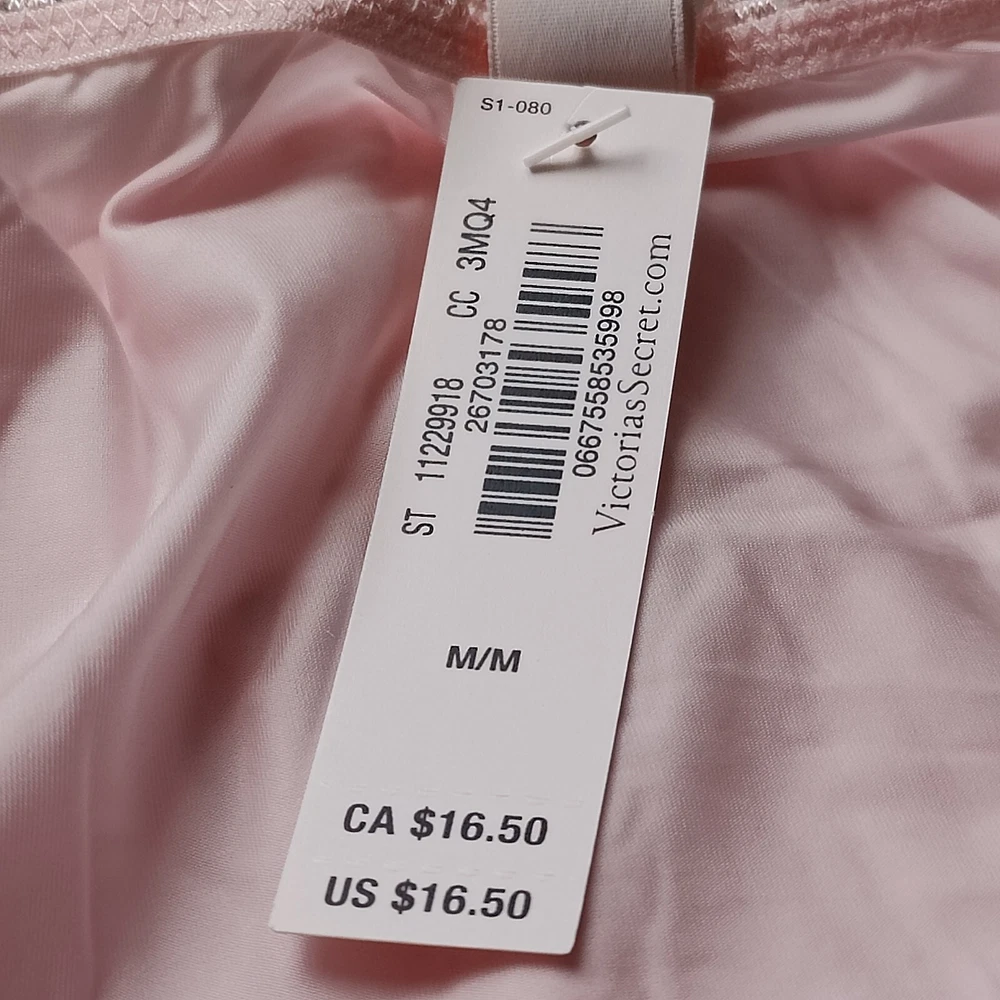 S1-080
ST 11229918 CC 3MQ4
26703178
0667558535998
VictoriasSecret.com
M/M
CA $16.50
US $16.50